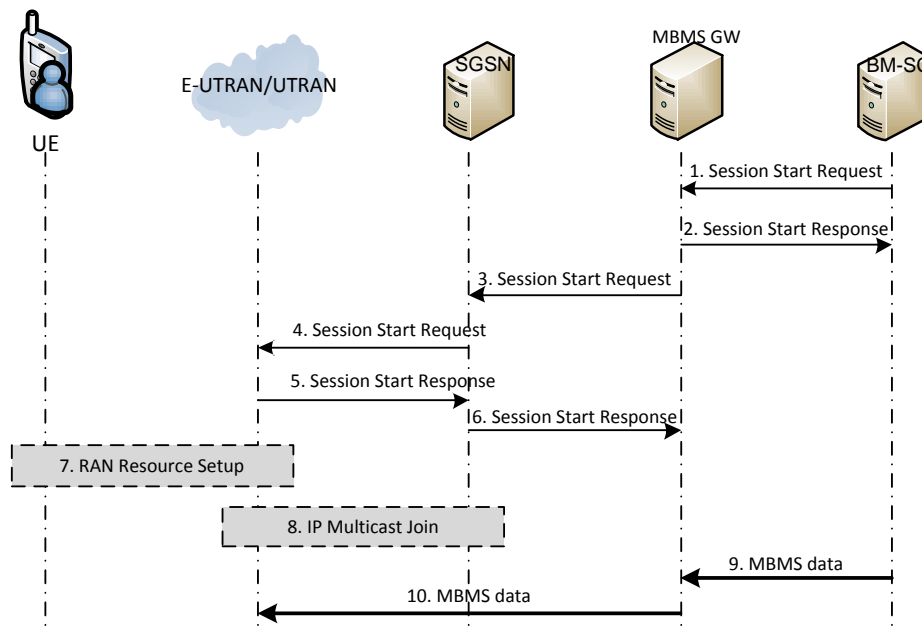 MBMS GW
SGSN
BM-SC
E-UTRAN/UTRAN
UE
1. Session Start Request
2. Session Start Response
3. Session Start Request
4. Session Start Request
5. Session Start Response
6. Session Start Response
7. RAN Resource Setup
8. IP Multicast Join
9. MBMS data
10. MBMS data